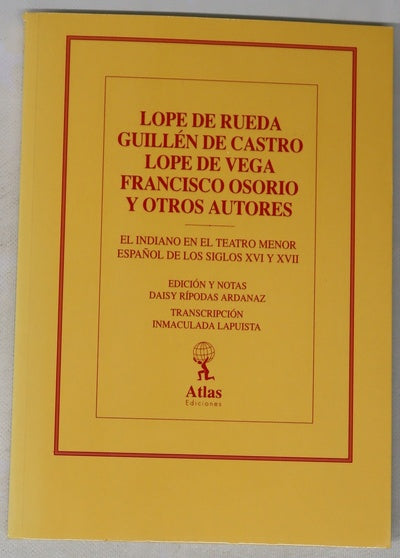 LOPE DE RUEDA
GUILLÉN DE CASTRO
LOPE DE VEGA
FRANCISCO OSORIO
Y OTROS AUTORES
EL INDIANO EN EL TEATRO MENOR
ESPAÑOL DE LOS SIGLOS XVI Y XVII
EDICIÓN Y NOTAS
DAISY RÍPODAS ARDANAZ
TRANSCRIPCIÓN
INMACULADA LAPUISTA
Atlas
Ediciones